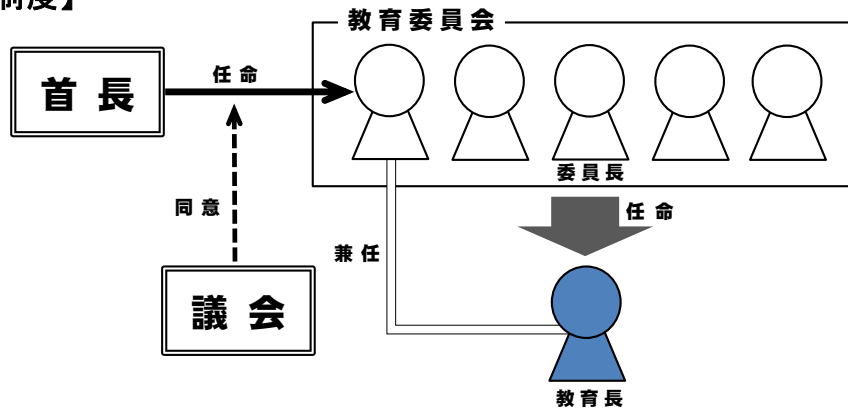 制度】
教育委員会
任命
首長
委員長
同意
任命
兼任
議会
教育長